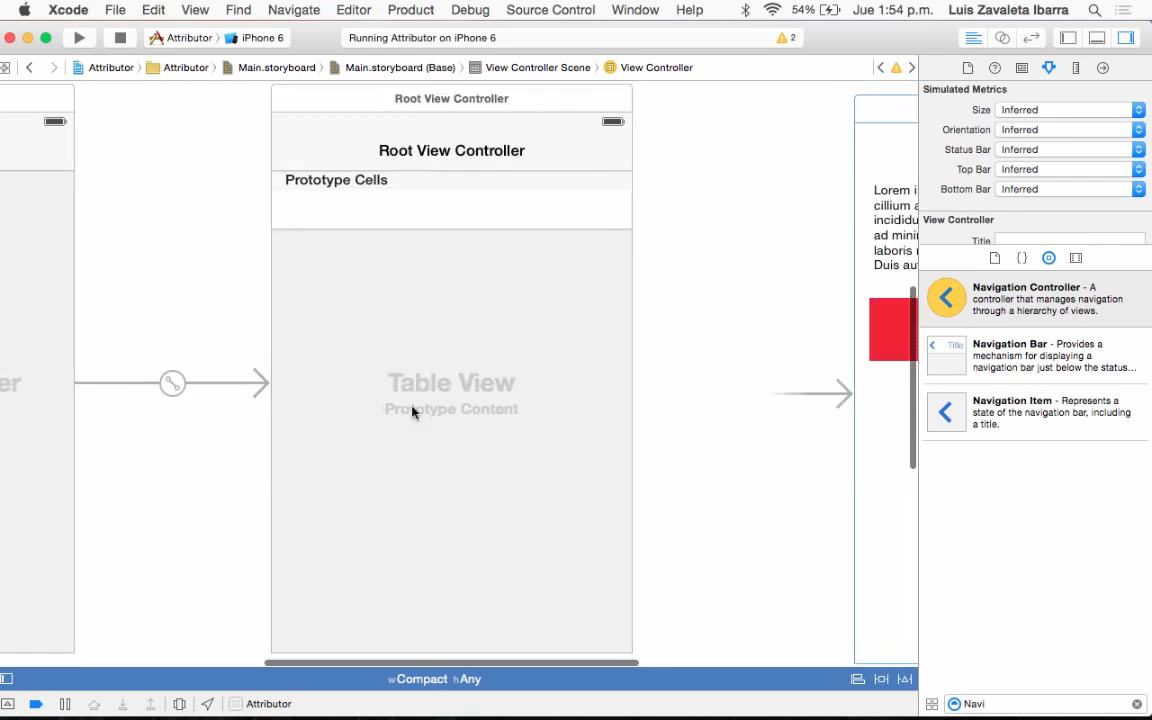 Xcode File Edit View Find Navigate Editor Product Debug Source Control Window Help 54% Jue 1:54 p.m. Luis Zavaleta Ibarra
Attributor iPhone 6 Running Attributor on iPhone 6 2
Attributor Attributor Main.storyboard Main.storyboard (Base) View Controller Scene View Controller
Root View Controller
Root View Controller
Prototype Cells
Table View
Prototype Content
er
Lorem i
cillium a
incididu
ad mini
laboris
Duis au
Simulated Metrics
Size Inferred
Orientation Inferred
Status Bar Inferred
Top Bar Inferred
Bottom Bar Inferred
View Controller
Title
Navigation Controller - A
controller that manages navigation
through a hierarchy of views.
Title
Navigation Bar - Provides a
mechanism for displaying a
navigation bar just below the status...
Navigation Item - Represents a
state of the navigation bar, including
a title.
wCompact hAny
Attributor
Navi